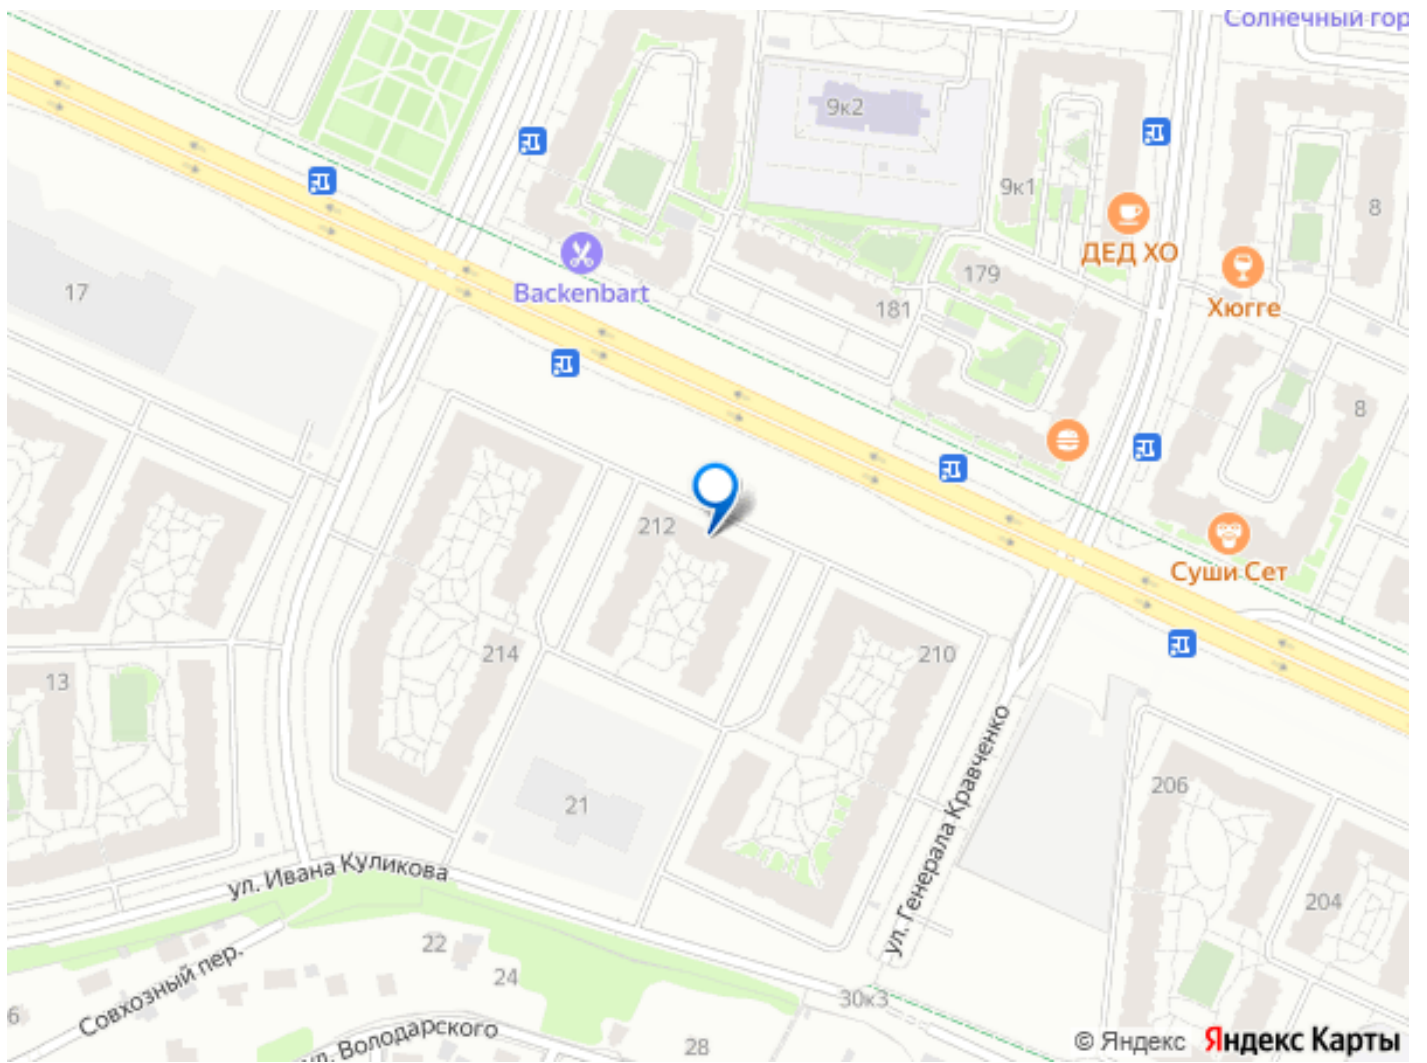 Солнечный гор
9к2
9к1
8
ДЕД ХО
17
Backenbart
179
181
Хюгге
8
212
Суши Сет
214
210
13
206
21
ул. Генерала Кравченко
ул. Ивана Куликова
204
22
Совхозный пер.
24
30к3
6
ул. Володарского
28
© Яндекс Яндекс Карты